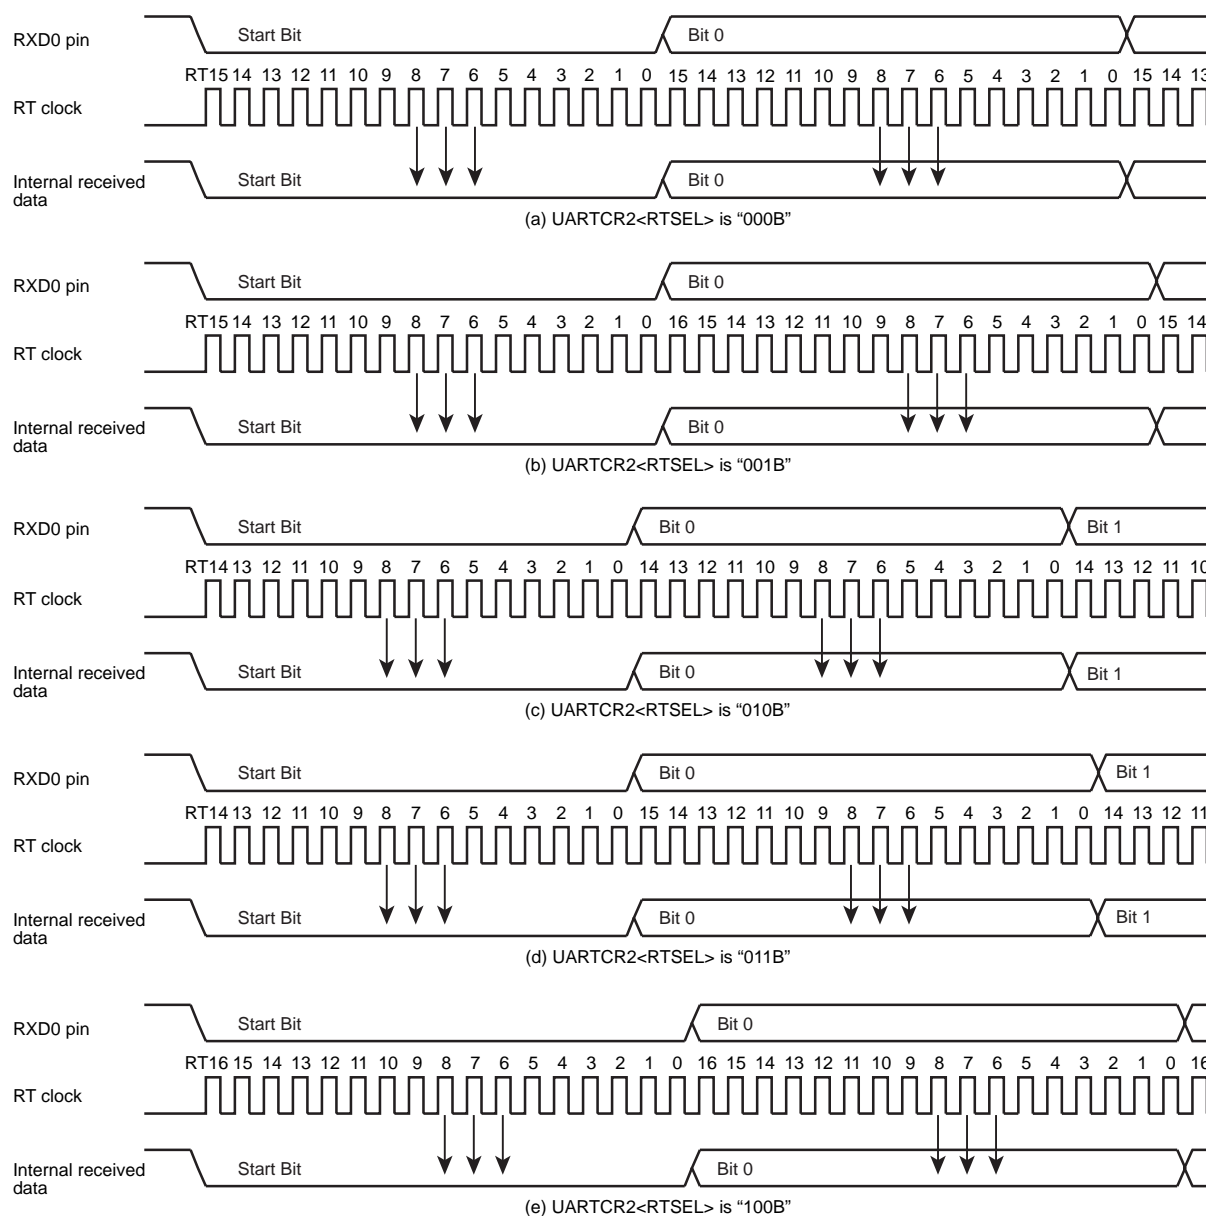 RXD0 pin
Start Bit
Bit 0
RT15 14 13 12 11 10 9 8 7 6 5 4 3 2 1 0 15 14 13 12 11 10 9 8 7 6 5 4 3 2 1 0 15 14 13
RT clock
Internal received
data
Start Bit
Bit 0
(a) UARTCR2<RTSEL> is “000B”
RXD0 pin
Start Bit
Bit 0
RT15 14 13 12 11 10 9 8 7 6 5 4 3 2 1 0 16 15 14 13 12 11 10 9 8 7 6 5 4 3 2 1 0 15 14
RT clock
Internal received
data
Start Bit
Bit 0
(b) UARTCR2<RTSEL> is “001B”
RXD0 pin
Start Bit
Bit 0
Bit 1
RT14 13 12 11 10 9 8 7 6 5 4 3 2 1 0 14 13 12 11 10 9 8 7 6 5 4 3 2 1 0 14 13 12 11 10
RT clock
Internal received
data
Start Bit
Bit 0
Bit 1
(c) UARTCR2<RTSEL> is “010B”
RXD0 pin
Start Bit
Bit 0
Bit 1
RT14 13 12 11 10 9 8 7 6 5 4 3 2 1 0 15 14 13 12 11 10 9 8 7 6 5 4 3 2 1 0 14 13 12 11
RT clock
Internal received
data
Start Bit
Bit 0
Bit 1
(d) UARTCR2<RTSEL> is “011B”
RXD0 pin
Start Bit
Bit 0
RT16 15 14 13 12 11 10 9 8 7 6 5 4 3 2 1 0 16 15 14 13 12 11 10 9 8 7 6 5 4 3 2 1 0 16
RT clock
Internal received
data
Start Bit
Bit 0
(e) UARTCR2<RTSEL> is “100B”